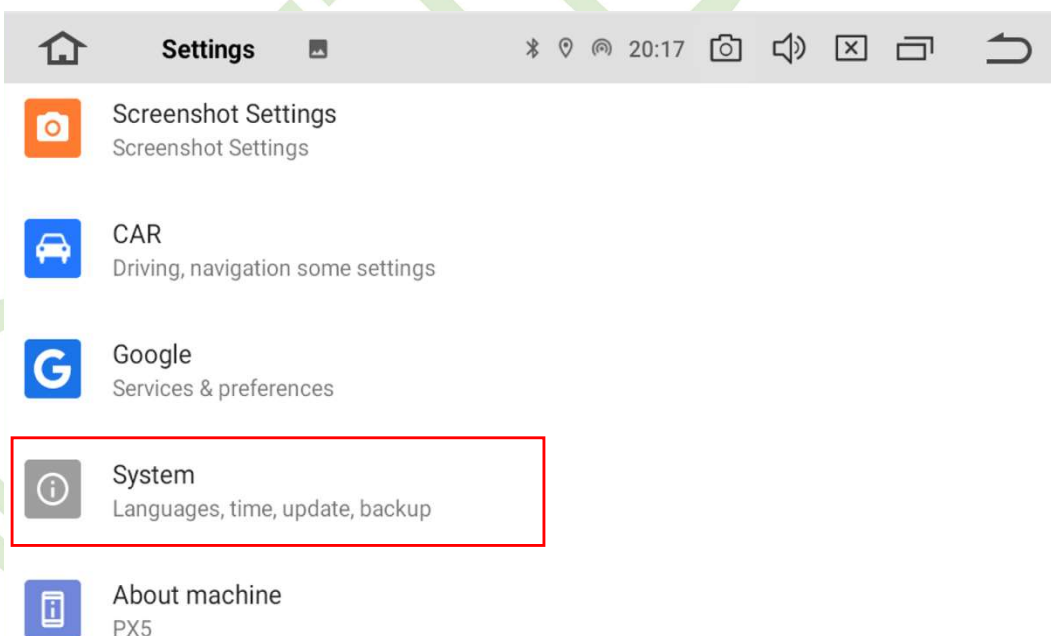 Settings 20:17
Screenshot Settings
Screenshot Settings
CAR
Driving, navigation some settings
G
Google
Services & preferences
System
Languages, time, update, backup
About machine
PX5